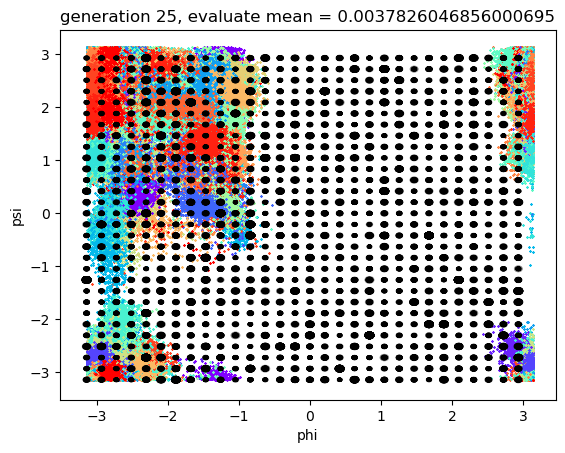 generation 25, evaluate mean = 0.0037826046856000695
3
2
1
0
−1
−2
−3
psi
−3 −2 −1 0 1 2 3
phi